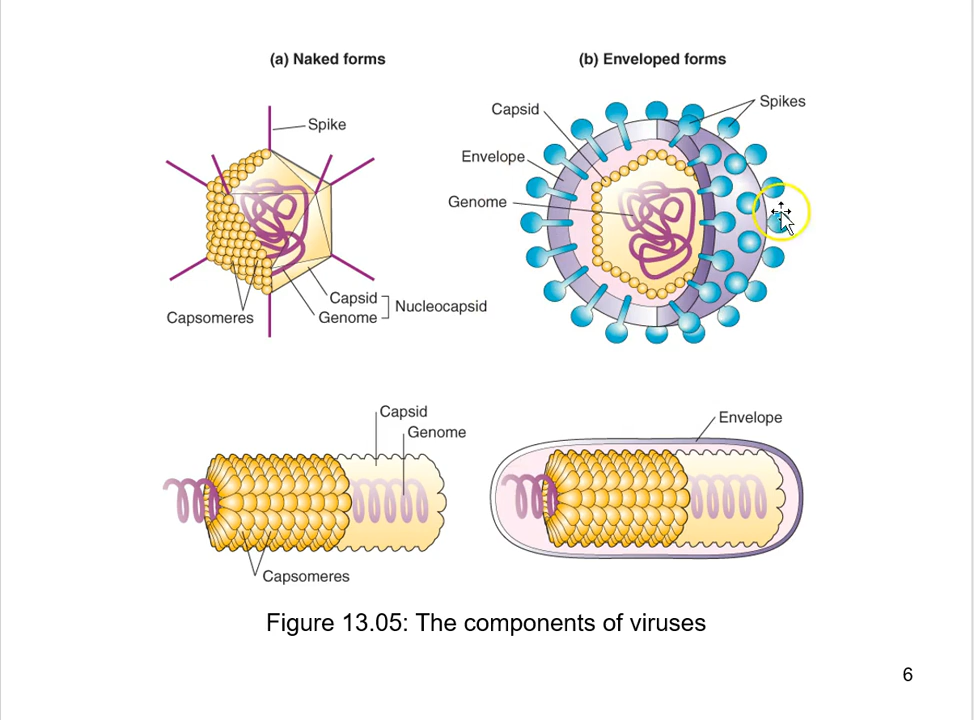 (a) Naked forms
(b) Enveloped forms
Spike
Capsomeres
Capsid
Genome
Nucleocapsid
Capsid
Envelope
Genome
Spikes
Capsid
Genome
Capsomeres
Envelope
Figure 13.05: The components of viruses
6